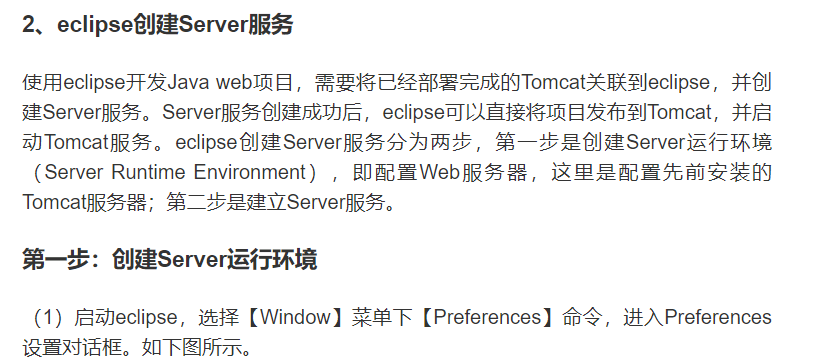 2、eclipse创建Server服务
使用eclipse开发Java web项目，需要将已经部署完成的Tomcat关联到eclipse，并创
建Server服务。Server服务创建成功后，eclipse可以直接将项目发布到Tomcat，并启
动Tomcat服务。eclipse创建Server服务分为两步，第一步是创建Server运行环境
（Server Runtime Environment），即配置Web服务器，这里是配置先前安装的
Tomcat服务器；第二步是建立Server服务。
第一步：创建Server运行环境
（1）启动eclipse，选择【Window】菜单下【Preferences】命令，进入Preferences
设置对话框。如下图所示。